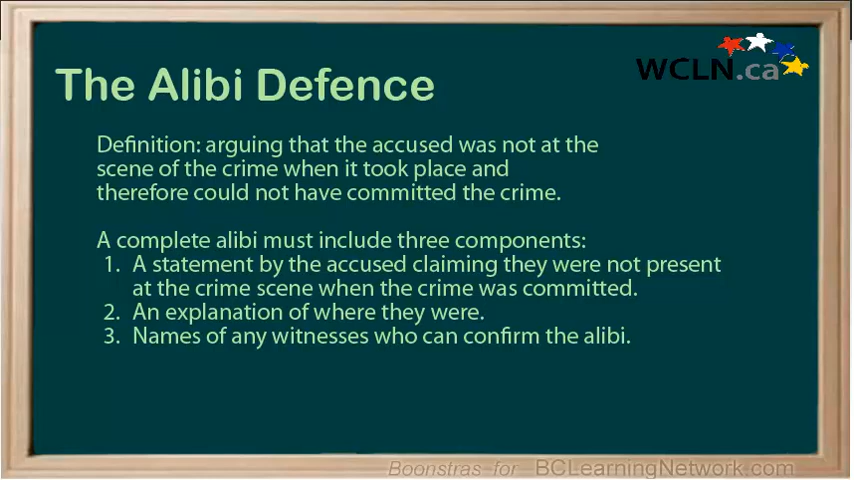 WCLN.ca
The Alibi Defence
Definition: arguing that the accused was not at the
scene of the crime when it took place and
therefore could not have committed the crime.
A complete alibi must include three components:
1. A statement by the accused claiming they were not present
at the crime scene when the crime was committed.
2. An explanation of where they were.
3. Names of any witnesses who can confirm the alibi.
Boonstras for BCLearningNetwork.com